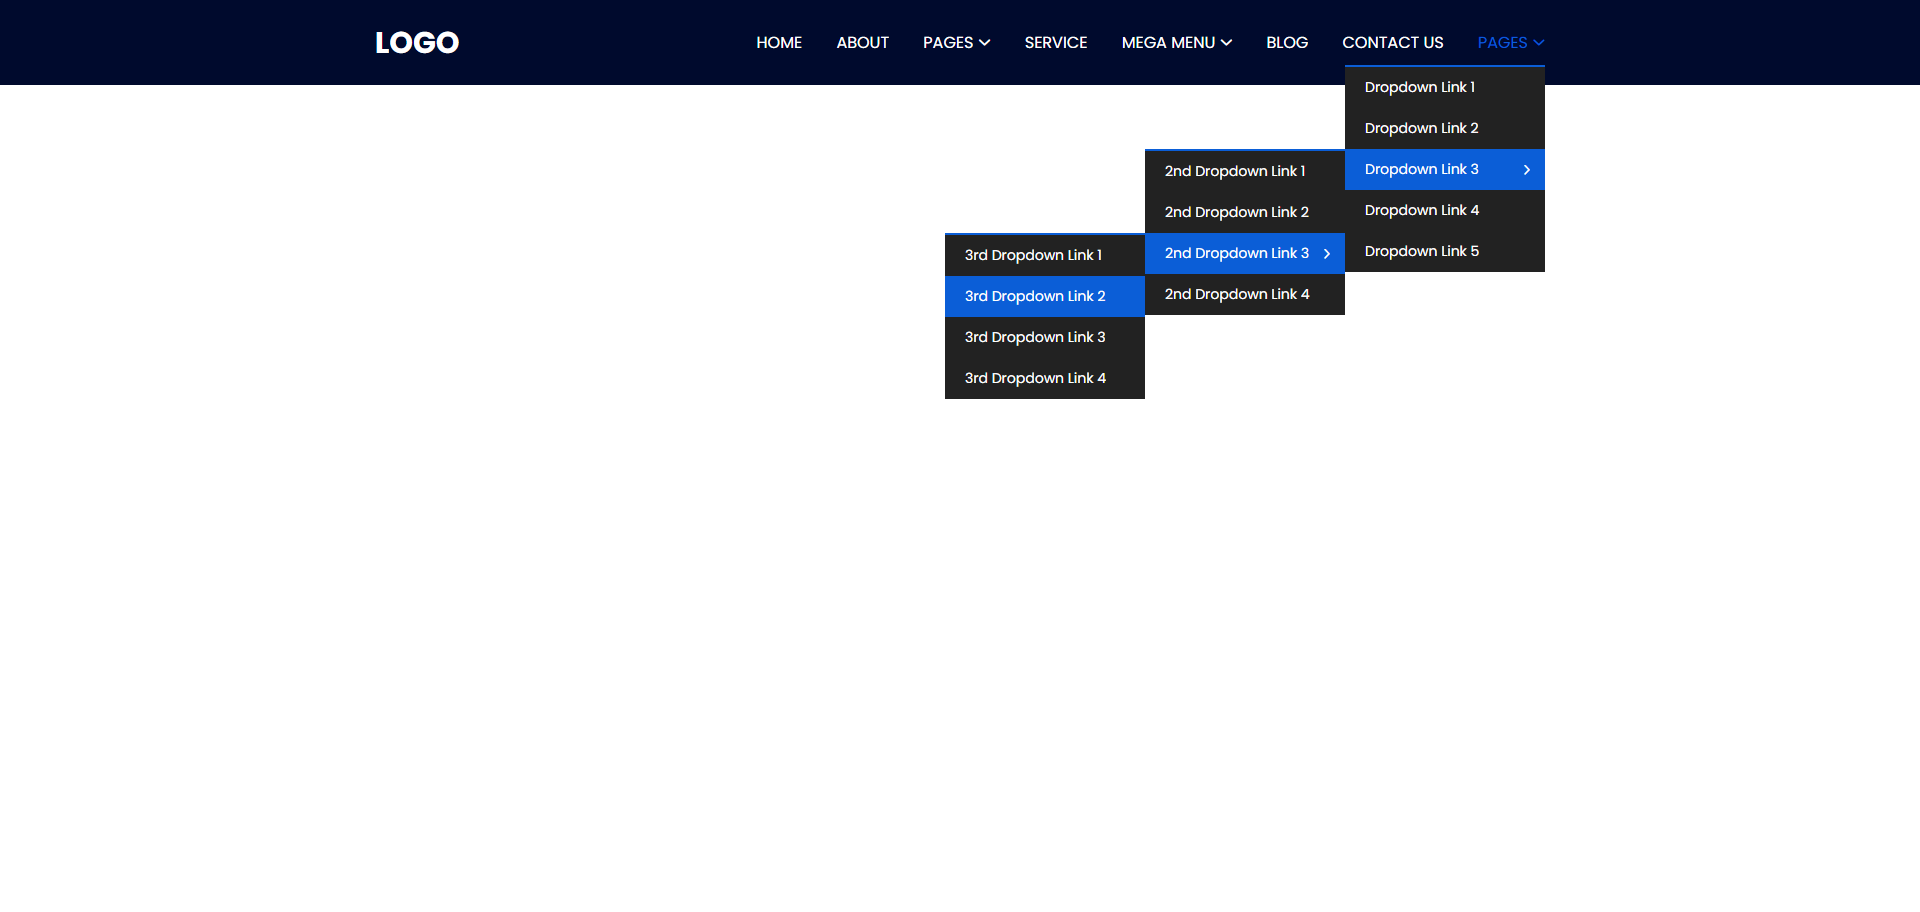 LOGO
HOME ABOUT PAGES SERVICE MEGA MENU BLOG CONTACT US PAGES
Dropdown Link 1
Dropdown Link 2
Dropdown Link 3
Dropdown Link 4
Dropdown Link 5
2nd Dropdown Link 1
2nd Dropdown Link 2
2nd Dropdown Link 3
2nd Dropdown Link 4
3rd Dropdown Link 1
3rd Dropdown Link 2
3rd Dropdown Link 3
3rd Dropdown Link 4